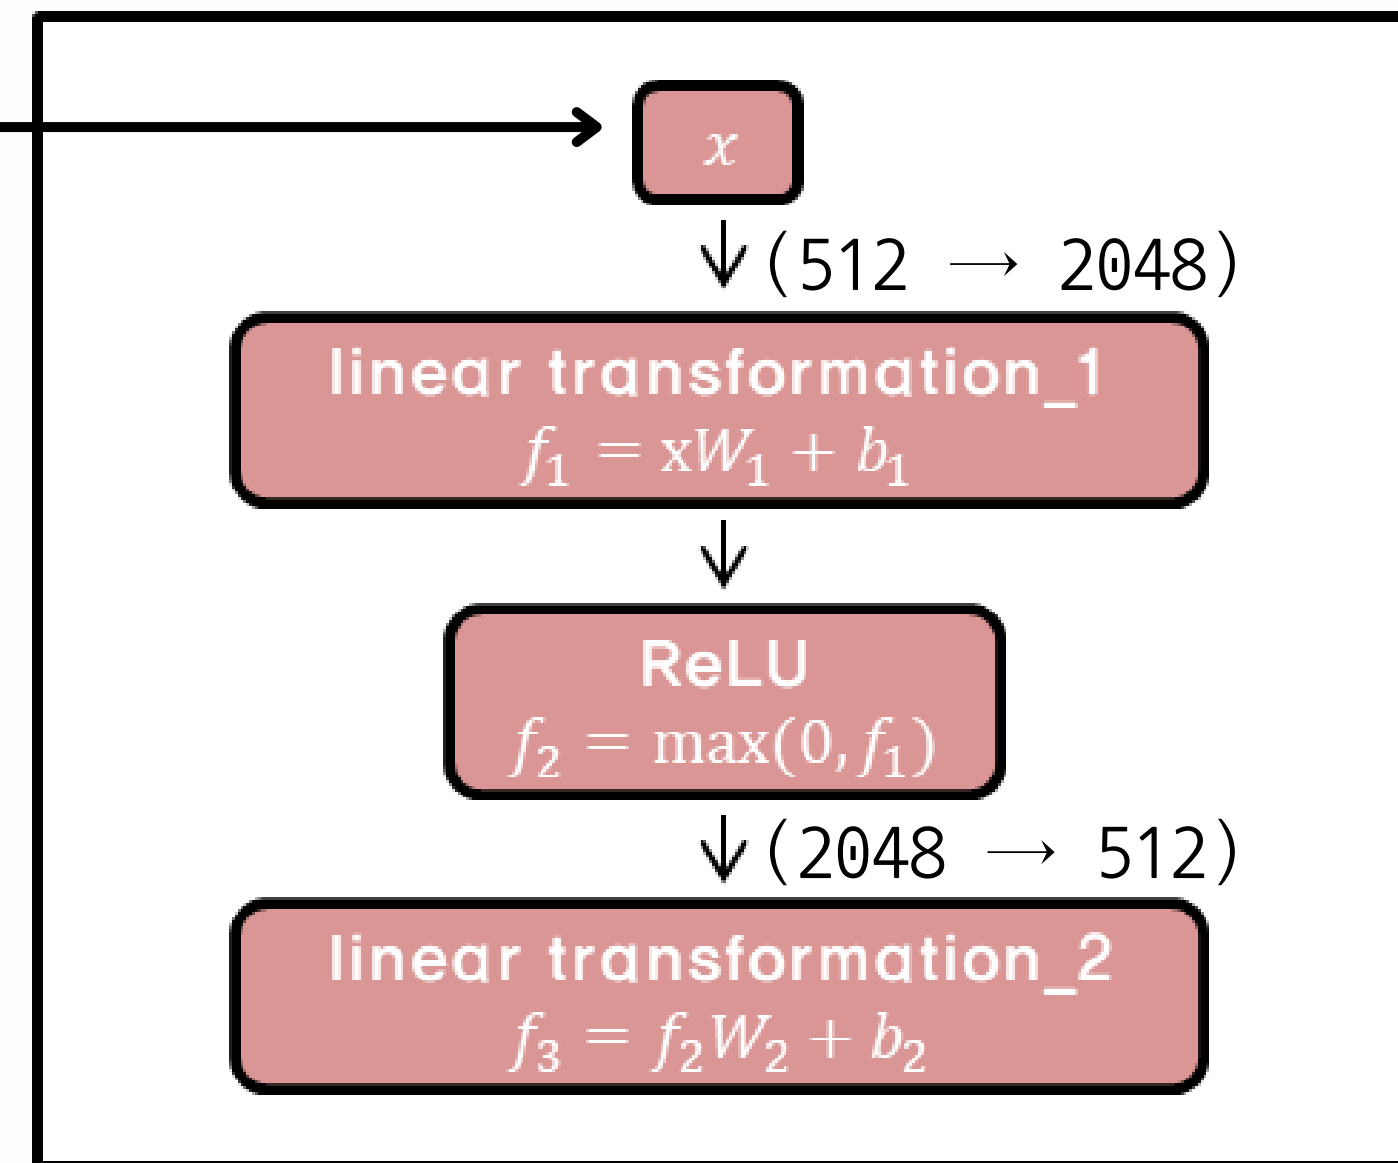 x
(512 → 2048)
linear transformation_1
f₁ = xW₁ + b₁
ReLU
f₂ = max(0, f₁)
(2048 → 512)
linear transformation_2
f₃ = f₂W₂ + b₂